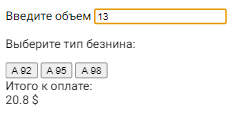 Введите объем 13
Выберите тип безнина:
А 92 А 95 А 98
Итого к оплате:
20.8 $